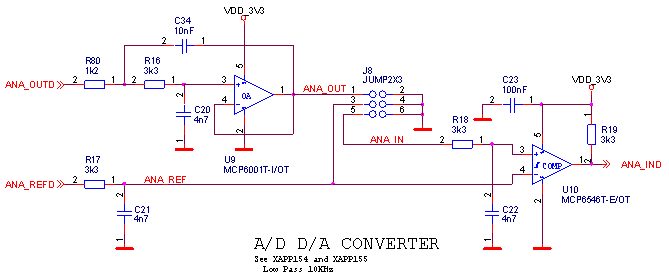 C34
10nF
VDD_3V3
2 1
R80
1k2
R16
3k3
ANA_OUTD
2 1
2 1
3
4
5
1
OA
ANA_OUT
C20
4n7
2
1
2
U9
MCP6001T-I/OT
J8
JUMP2X3
1 2
3 4
5 6
ANA_IN
C23
100nF
2 1
VDD_3V3
R18
3k3
2 1
R19
3k3
1
2
3
4
5
2
1
COMP
ANA_IND
U10
MCP6546T-E/OT
R17
3k3
ANA_REFD
2 1
ANA_REF
C21
4n7
2
1
C22
4n7
2
1
A/D D/A CONVERTER
See XAPP154 and XAPP155
Low Pass 10KHz